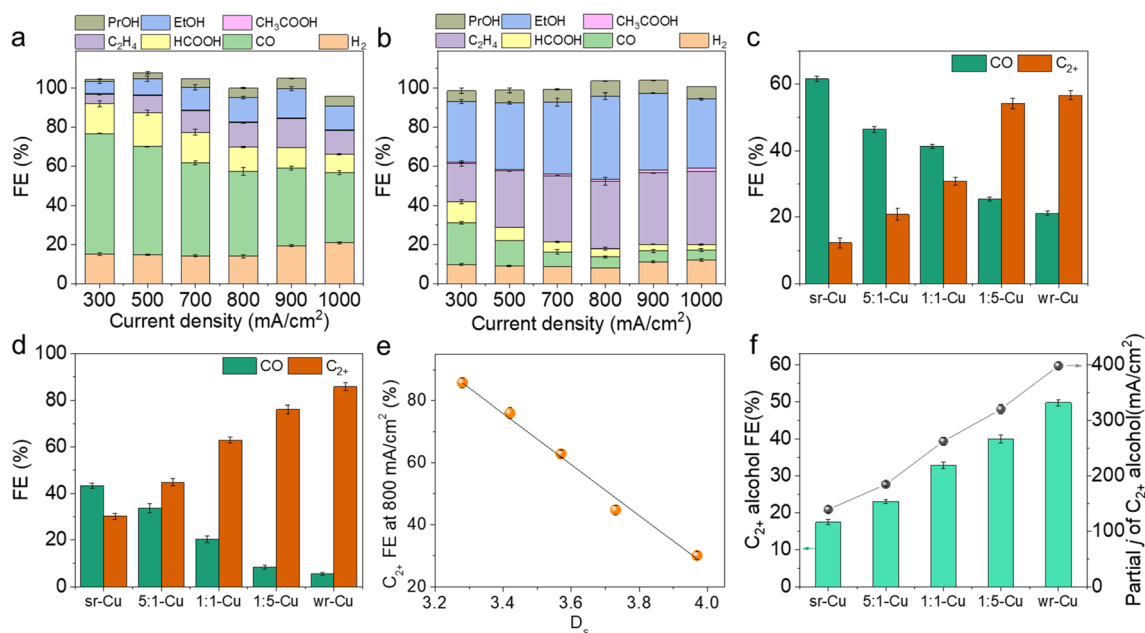 a
PrOH EtOH CH₃COOH
C₂H₄ HCOOH CO H₂
FE (%)
100
80
60
40
20
0
300 500 700 800 900 1000
Current density (mA/cm²)
b
PrOH EtOH CH₃COOH
C₂H₄ HCOOH CO H₂
FE (%)
100
80
60
40
20
0
300 500 700 800 900 1000
Current density (mA/cm²)
c
CO C₂₊
FE (%)
60
40
20
0
sr-Cu 5:1-Cu 1:1-Cu 1:5-Cu wr-Cu
d
CO C₂₊
FE (%)
100
80
60
40
20
0
sr-Cu 5:1-Cu 1:1-Cu 1:5-Cu wr-Cu
e
C₂₊ FE at 800 mA/cm² (%)
80
60
40
20
3.2 3.4 3.6 3.8 4.0
Dₛ
f
C₂₊ alcohol FE(%)
60
50
40
30
20
10
0
sr-Cu 5:1-Cu 1:1-Cu 1:5-Cu wr-Cu
400
300
200
100
0
Partial j of C₂₊ alcohol(mA/cm²)